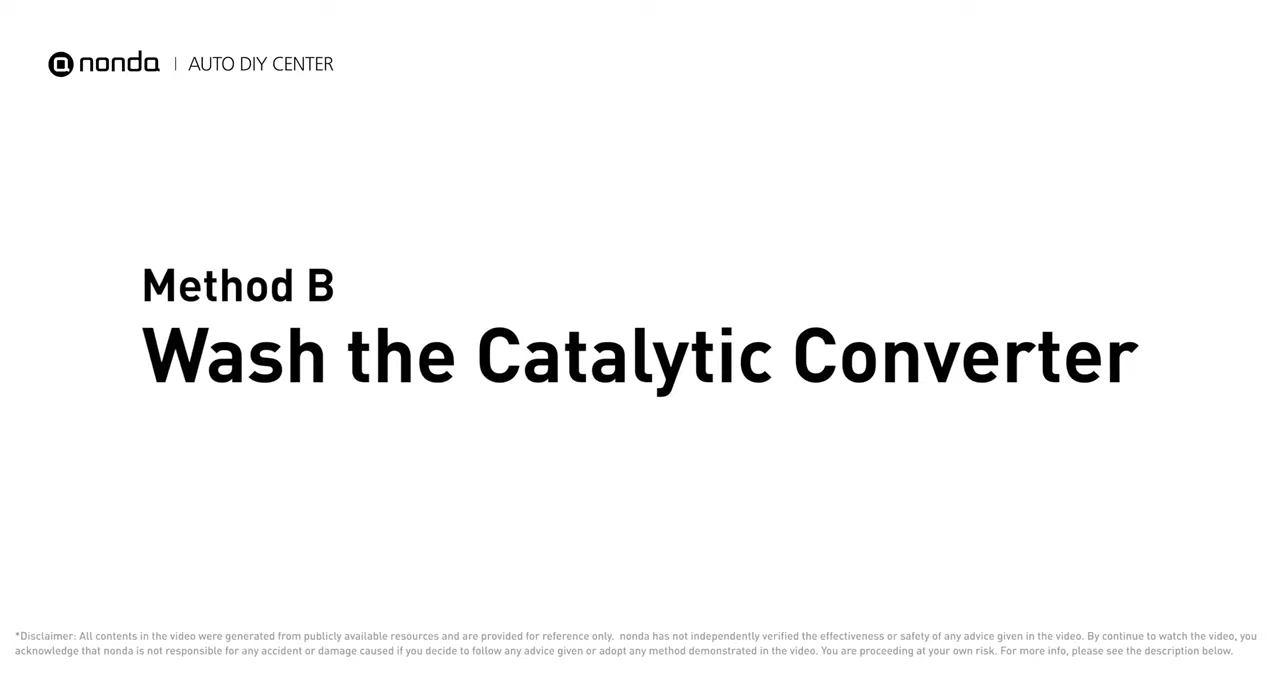 nonda | AUTO DIY CENTER
Method B
Wash the Catalytic Converter
*Disclaimer: All contents in the video were generated from publicly available resources and are provided for reference only.  nonda has not independently verified the effectiveness or safety of any advice given in the video. By continue to watch the video, you
acknowledge that nonda is not responsible for any accident or damage caused if you decide to follow any advice given or adopt any method demonstrated in the video. You are proceeding at your own risk. For more info, please see the description below.